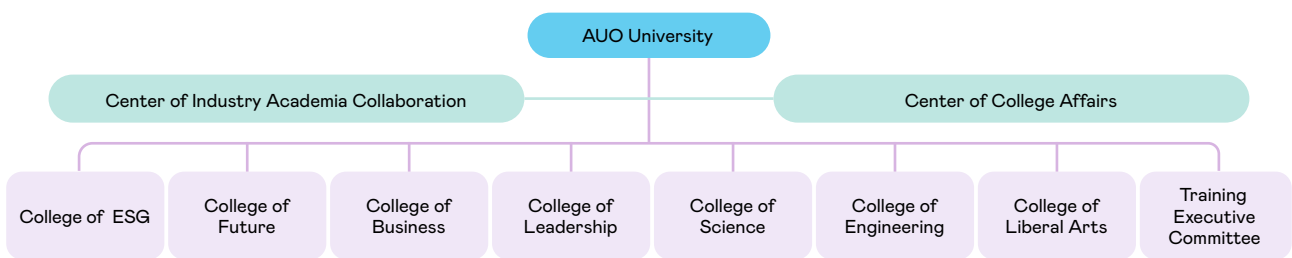 AUO University
Center of Industry Academia Collaboration
Center of College Affairs
College of ESG
College of
Future
College of
Business
College of
Leadership
College of
Science
College of
Engineering
College of
Liberal Arts
Training
Executive
Committee